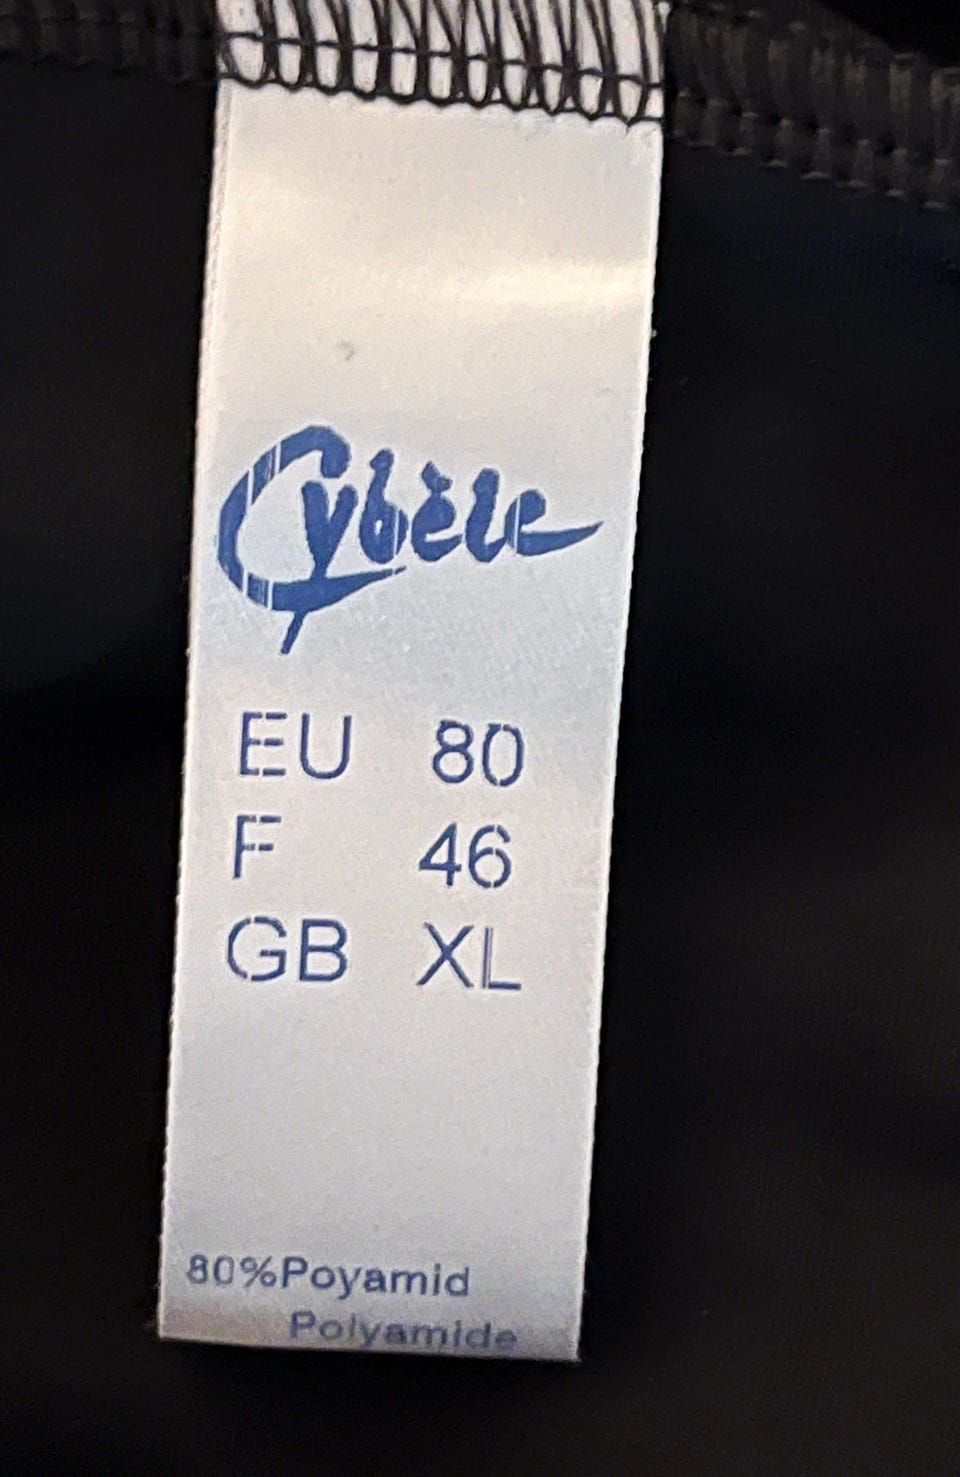 Cybèle
EU 80
F 46
GB XL
80%Poyamid
Polyamide